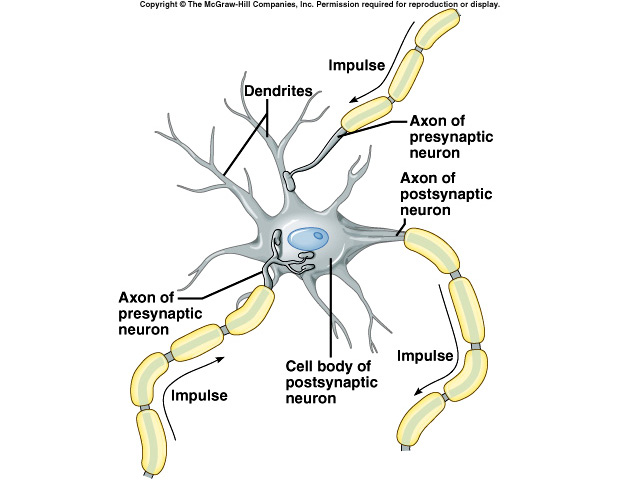 Copyright © The McGraw-Hill Companies, Inc. Permission required for reproduction or display.
Impulse
Dendrites
Axon of
presynaptic
neuron
Axon of
postsynaptic
neuron
Axon of
presynaptic
neuron
Cell body of
postsynaptic
neuron
Impulse
Impulse